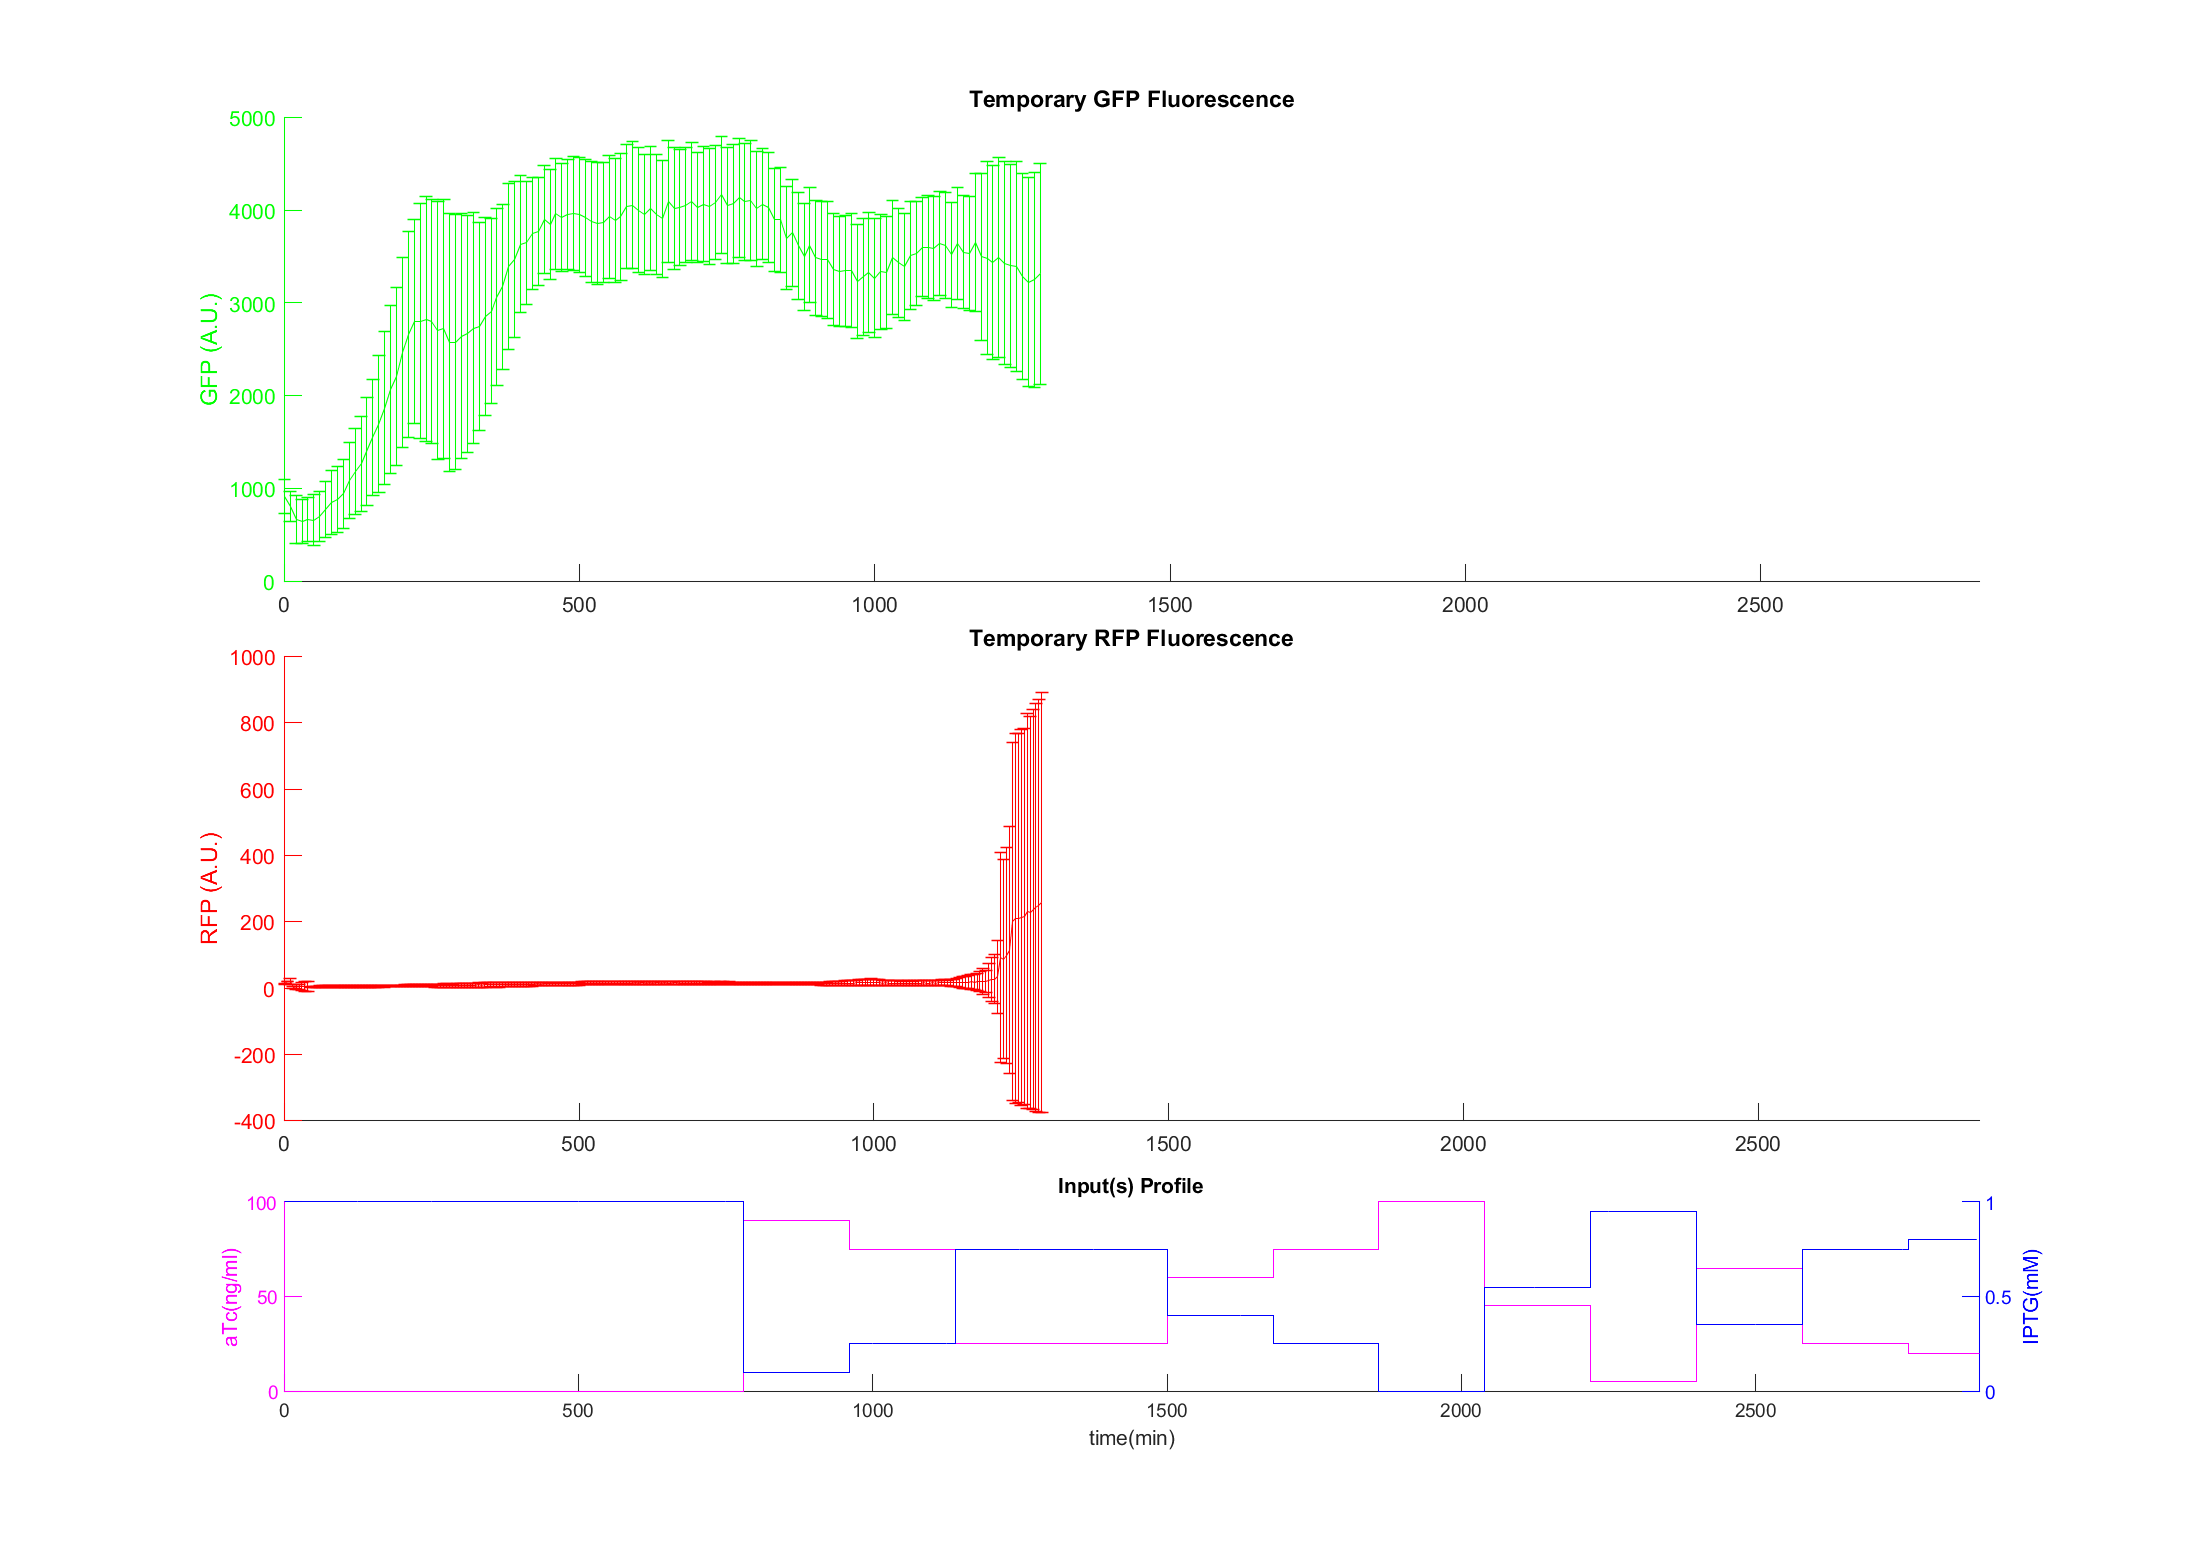 Temporary GFP Fluorescence
GFP (A.U.)
5000
4000
3000
2000
1000
0
0 500 1000 1500 2000 2500
Temporary RFP Fluorescence
RFP (A.U.)
1000
800
600
400
200
0
-200
-400
0 500 1000 1500 2000 2500
Input(s) Profile
aTc(ng/ml)
100
50
0
1
0.5
0
IPTG(mM)
0 500 1000 1500 2000 2500
time(min)